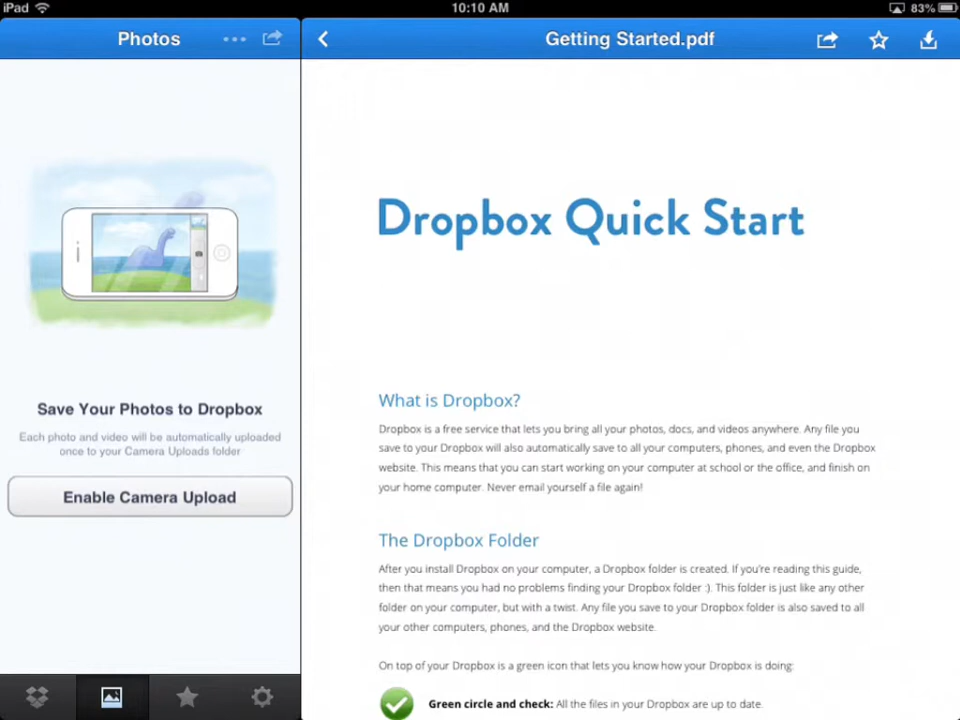 iPad 10:10 AM 83%
Photos
Getting Started.pdf
Save Your Photos to Dropbox
Each photo and video will be automatically uploaded
once to your Camera Uploads folder
Enable Camera Upload
Dropbox Quick Start
What is Dropbox?
Dropbox is a free service that lets you bring all your photos, docs, and videos anywhere. Any file you
save to your Dropbox will also automatically save to all your computers, phones, and even the Dropbox
website. This means that you can start working on your computer at school or the office, and finish on
your home computer. Never email yourself a file again!
The Dropbox Folder
After you install Dropbox on your computer, a Dropbox folder is created. If you're reading this guide,
then that means you had no problems finding your Dropbox folder :). This folder is just like any other
folder on your computer, but with a twist. Any file you save to your Dropbox folder is also saved to all
your other computers, phones, and the Dropbox website.
On top of your Dropbox is a green icon that lets you know how your Dropbox is doing:
Green circle and check: All the files in your Dropbox are up to date.